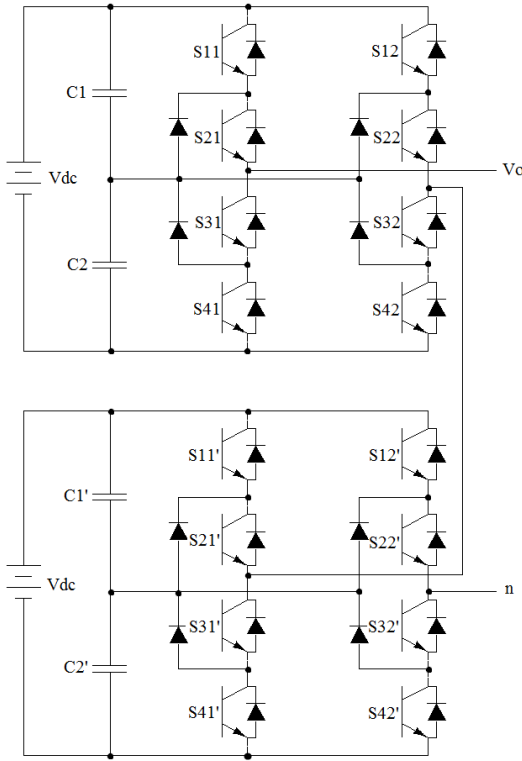 S11
S12
C1
S21
S22
Vdc
Vo
S31
S32
C2
S41
S42
S11'
S12'
C1'
S21'
S22'
Vdc
n
S31'
S32'
C2'
S41'
S42'